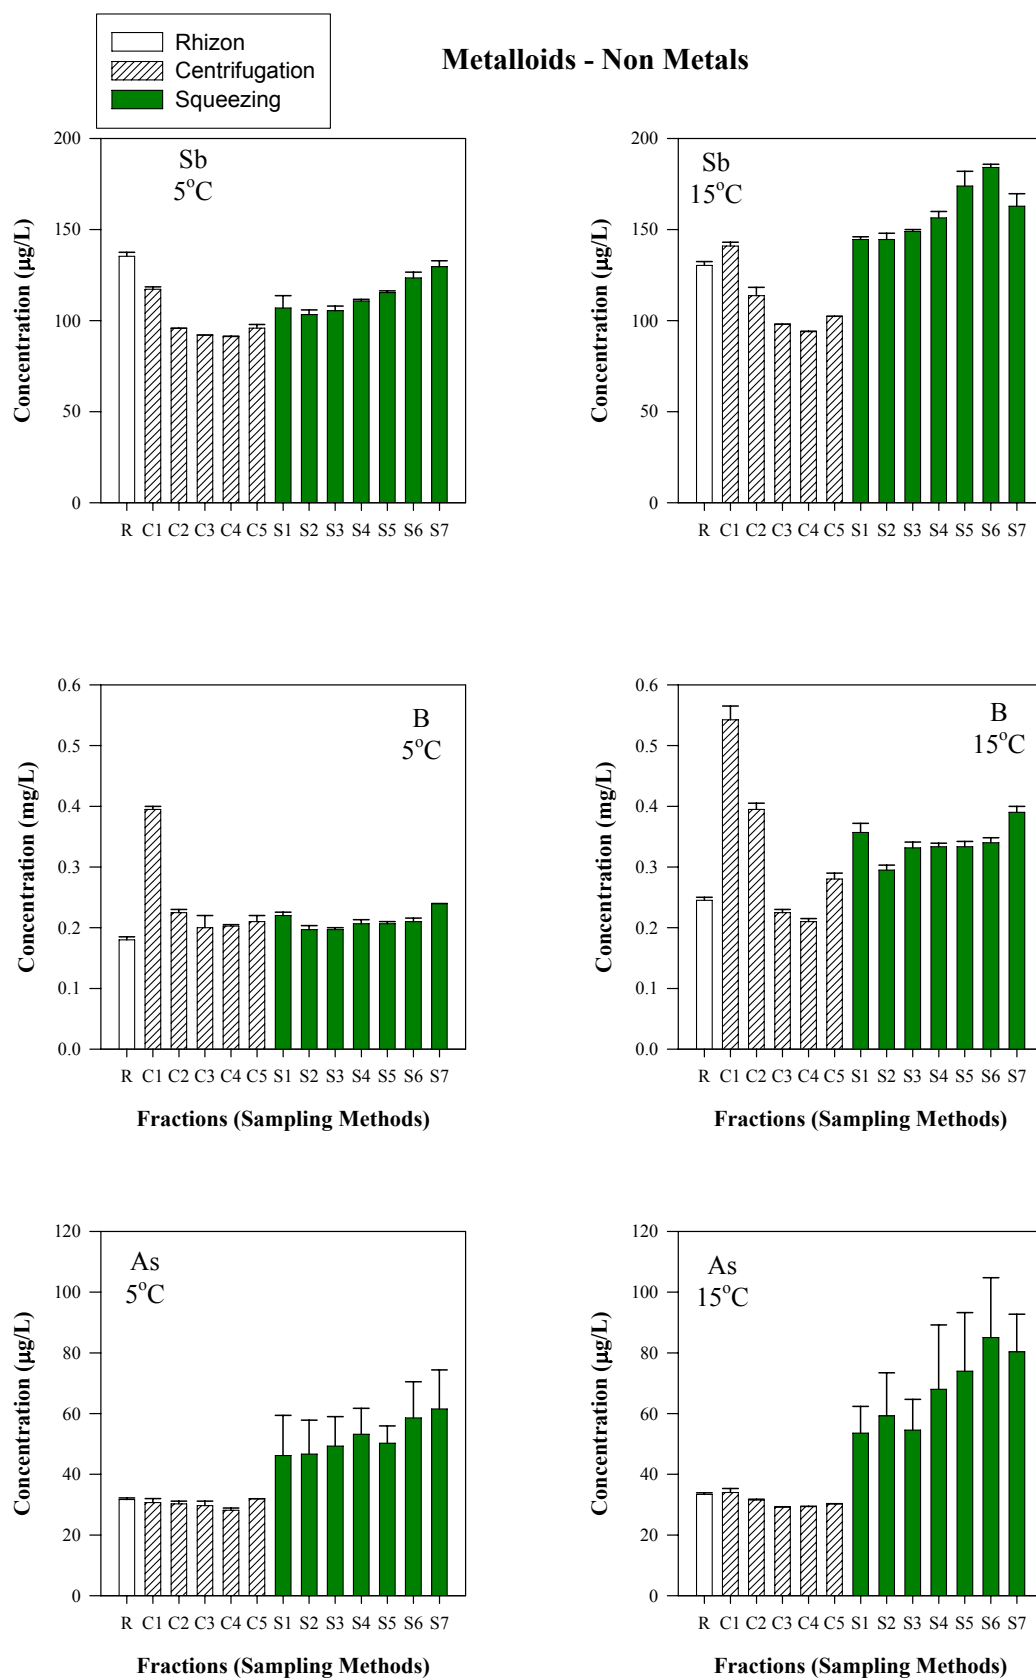 Rhizon
Centrifugation
Squeezing
Metalloids - Non Metals
Sb
5°C
Concentration (µg/L)
200
150
100
50
0
R C1 C2 C3 C4 C5 S1 S2 S3 S4 S5 S6 S7
Sb
15°C
Concentration (µg/L)
200
150
100
50
0
R C1 C2 C3 C4 C5 S1 S2 S3 S4 S5 S6 S7
B
5°C
Concentration (mg/L)
0.6
0.5
0.4
0.3
0.2
0.1
0.0
R C1 C2 C3 C4 C5 S1 S2 S3 S4 S5 S6 S7
Fractions (Sampling Methods)
B
15°C
Concentration (mg/L)
0.6
0.5
0.4
0.3
0.2
0.1
0.0
R C1 C2 C3 C4 C5 S1 S2 S3 S4 S5 S6 S7
Fractions (Sampling Methods)
As
5°C
Concentration (µg/L)
120
100
80
60
40
20
0
R C1 C2 C3 C4 C5 S1 S2 S3 S4 S5 S6 S7
Fractions (Sampling Methods)
As
15°C
Concentration (µg/L)
120
100
80
60
40
20
0
R C1 C2 C3 C4 C5 S1 S2 S3 S4 S5 S6 S7
Fractions (Sampling Methods)